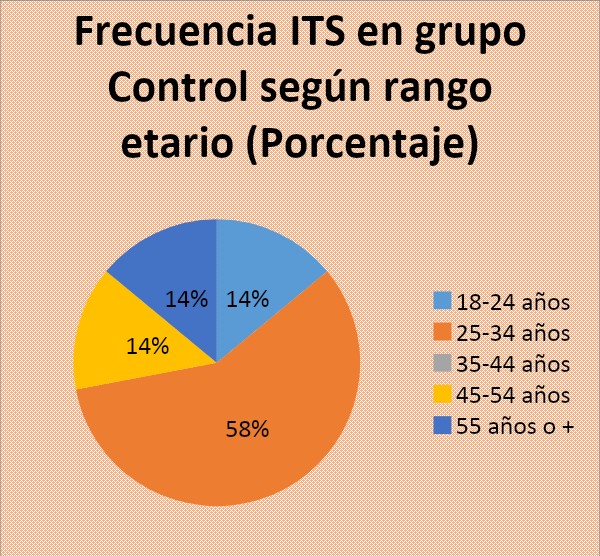 Frecuencia ITS en grupo
Control según rango
etario (Porcentaje)
14%
14%
14%
58%
18-24 años
25-34 años
35-44 años
45-54 años
55 años o +